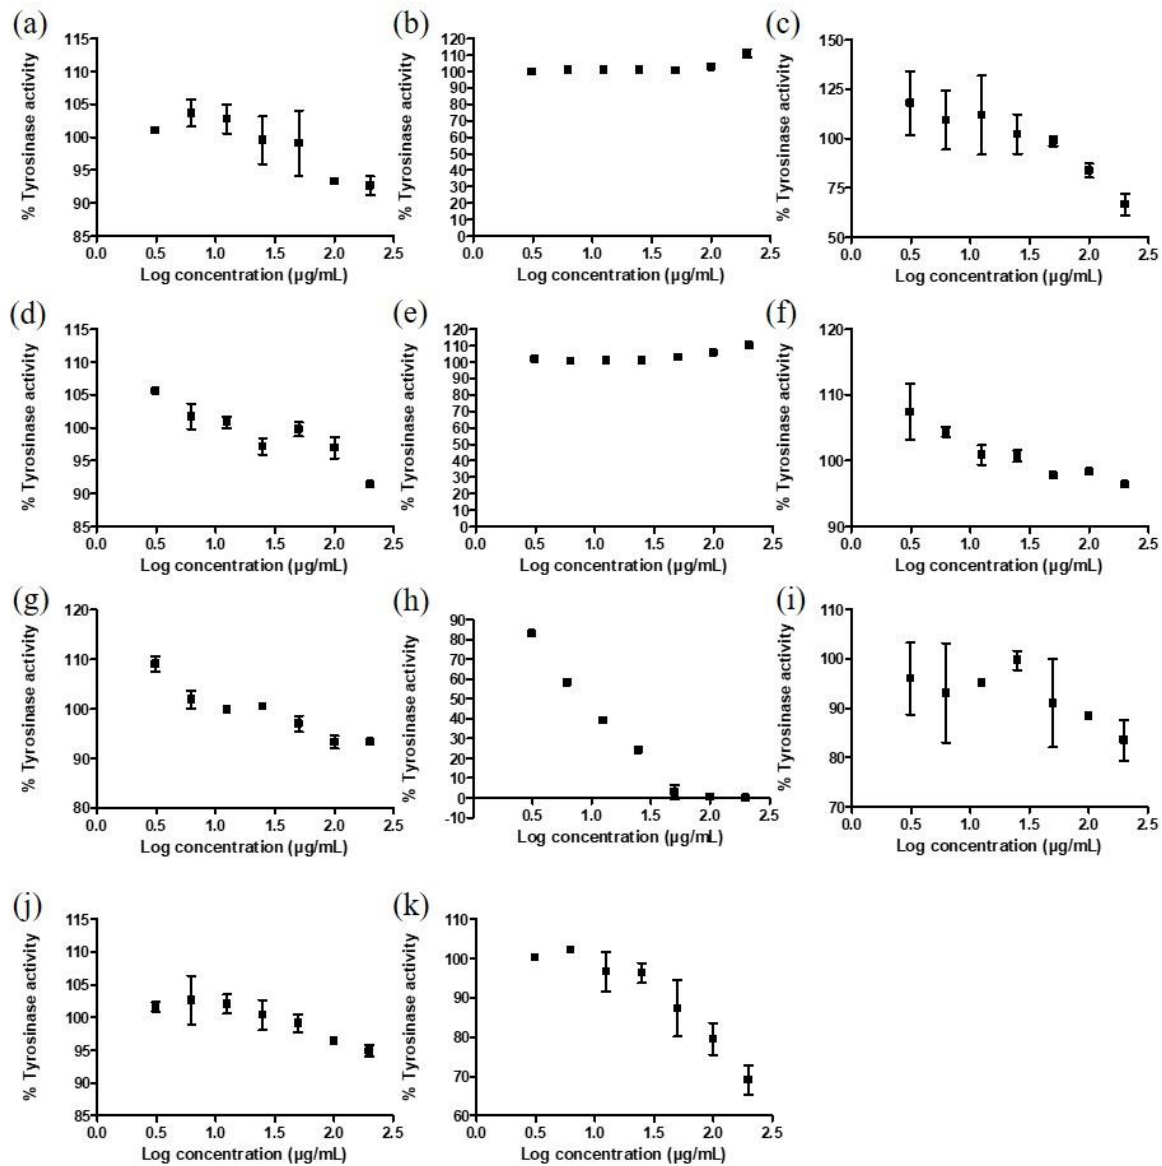 (a)
% Tyrosinase activity
115
110
105
100
95
90
85
0.0 0.5 1.0 1.5 2.0 2.5
Log concentration (µg/mL)
(b)
% Tyrosinase activity
120
110
100
90
80
70
60
50
40
30
20
10
0
0.0 0.5 1.0 1.5 2.0 2.5
Log concentration (µg/mL)
(c)
% Tyrosinase activity
150
125
100
75
50
0.0 0.5 1.0 1.5 2.0 2.5
Log concentration (µg/mL)
(d)
% Tyrosinase activity
115
110
105
100
95
90
85
0.0 0.5 1.0 1.5 2.0 2.5
Log concentration (µg/mL)
(e)
% Tyrosinase activity
120
110
100
90
80
70
60
50
40
30
20
10
0
0.0 0.5 1.0 1.5 2.0 2.5
Log concentration (µg/mL)
(f)
% Tyrosinase activity
120
110
100
90
0.0 0.5 1.0 1.5 2.0 2.5
Log concentration (µg/mL)
(g)
% Tyrosinase activity
120
110
100
90
80
0.0 0.5 1.0 1.5 2.0 2.5
Log concentration (µg/mL)
(h)
% Tyrosinase activity
90
80
70
60
50
40
30
20
10
0
-10
0.5 1.0 1.5 2.0 2.5
Log concentration (µg/mL)
(i)
% Tyrosinase activity
110
100
90
80
70
0.0 0.5 1.0 1.5 2.0 2.5
Log concentration (µg/mL)
(j)
% Tyrosinase activity
115
110
105
100
95
90
85
0.0 0.5 1.0 1.5 2.0 2.5
Log concentration (µg/mL)
(k)
% Tyrosinase activity
110
100
90
80
70
60
0.0 0.5 1.0 1.5 2.0 2.5
Log concentration (µg/mL)